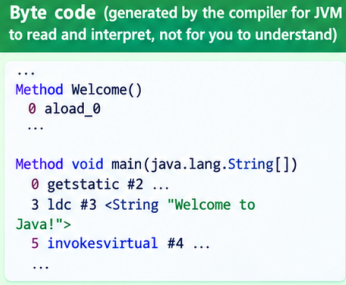 Byte code (generated by the compiler for JVM
to read and interpret, not for you to understand)
...
Method Welcome()
0 aload_0
...
Method void main(java.lang.String[])
0 getstatic #2 ...
3 ldc #3 <String "Welcome to
Java!">
5 invokesvirtual #4 ...
...